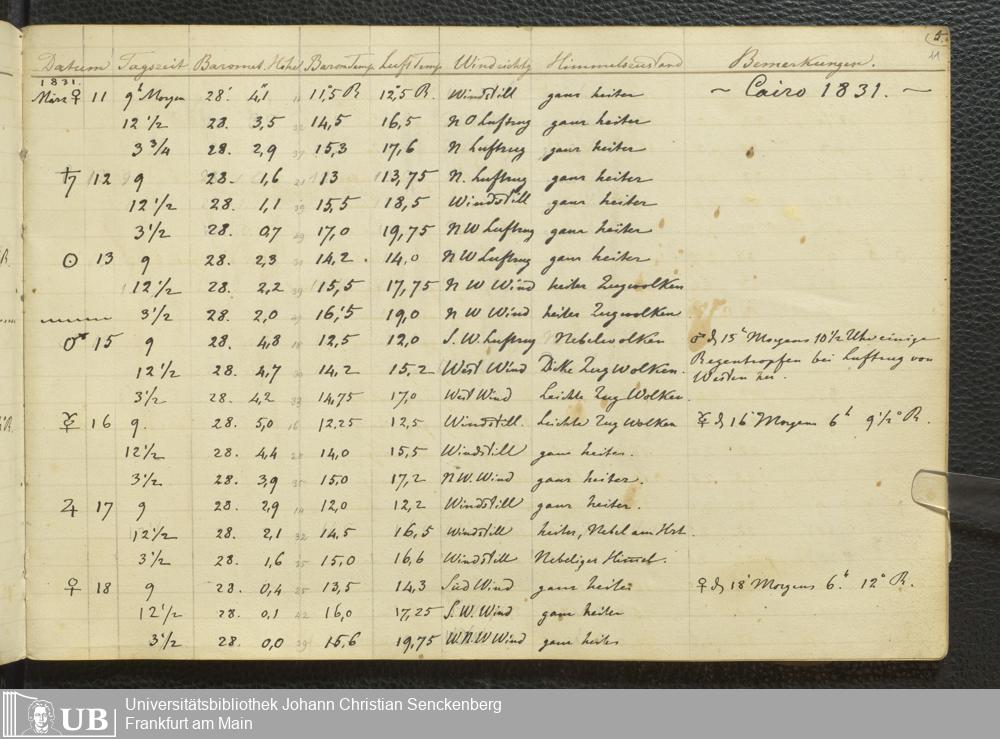 5.
Datum Tagszeit Baromet. Höhe BaromTemp. LuftTemp. Windrichtg Himmelszustand Bemerkungen.
1831.
März ♀ 11 9h Morgen 28' 4,1 11,5 R 12,5 R. Windstill ganz heiter ~ Cairo 1831. ~
12 1/2 28. 3,5 14,5 16,5 N O Luftzug ganz heiter
3 3/4 28. 2,9 15,3 17,6 N Luftzug ganz heiter
♄ 12 9 28. 1,6 13 13,75 N. Luftzug ganz heiter
12 1/2 28. 1,1 15,5 18,5 Windstill ganz heiter
3 1/2 28. 0,7 17,0 19,75 N W Luftzug ganz heiter
☉ 13 9 28. 2,3 14,2. 14,0 N W Luftzug ganz heiter
12 1/2 28. 2,2 15,5 17,75 N W Wind heiter Zugwolken
3 1/2 28. 2,0 16,5 19,0 N W Wind heiter Zugwolken
♂ 15 9 28. 4,8 12,5 12,0 S. W. Luftzug Nebelwolken ♂ d 15 Morgens 10 1/2 Uhr einige
12 1/2 28. 4,7 14,2 15,2 West Wind Dike Zug Wolken. Regentropfen bei Luftzug von
Westen her.
3 1/2 28. 4,2 14,75 17,0 West Wind Leichte Zug Wolken.
☿ 16 9. 28. 5,0 12,25 12,5 Windstill. Leichte Zug Wolken ☿ d 16 Morgens 6h 9 1/2° R.
12 1/2 28. 4,4 14,0 15,5 Windstill ganz heiter.
3 1/2 28. 3,9 15,0 17,2 N W. Wind ganz heiter.
♃ 17 9 28. 2,9 12,0 12,2 Windstill ganz heiter.
12 1/2 28. 2,1 14,5 16,5 Windstill heiter, Nebel am Hrt.
3 1/2 28. 1,6 15,0 16,6 Windstill Nebeliger Himel.
♀ 18 9 28. 0,4 13,5 14,3 Süd Wind ganz heiter ♀ d 18 Morgens 6h 12° R.
12 1/2 28. 0,1 16,0 17,25 S. W. Wind ganz heiter
3 1/2 28. 0,0 15,6 19,75 W. N. W Wind ganz heiter
UB
Universitätsbibliothek Johann Christian Senckenberg
Frankfurt am Main